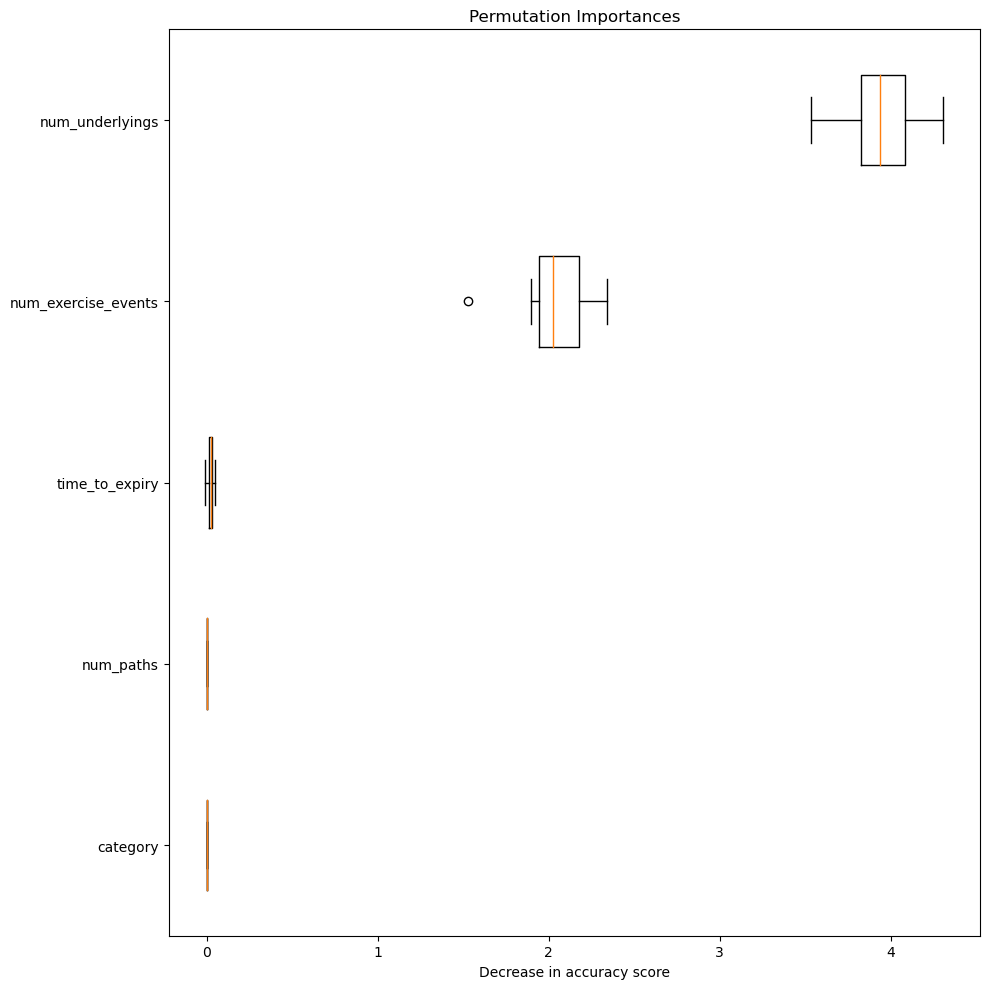 Permutation Importances
num_underlyings
num_exercise_events
time_to_expiry
num_paths
category
0 1 2 3 4
Decrease in accuracy score